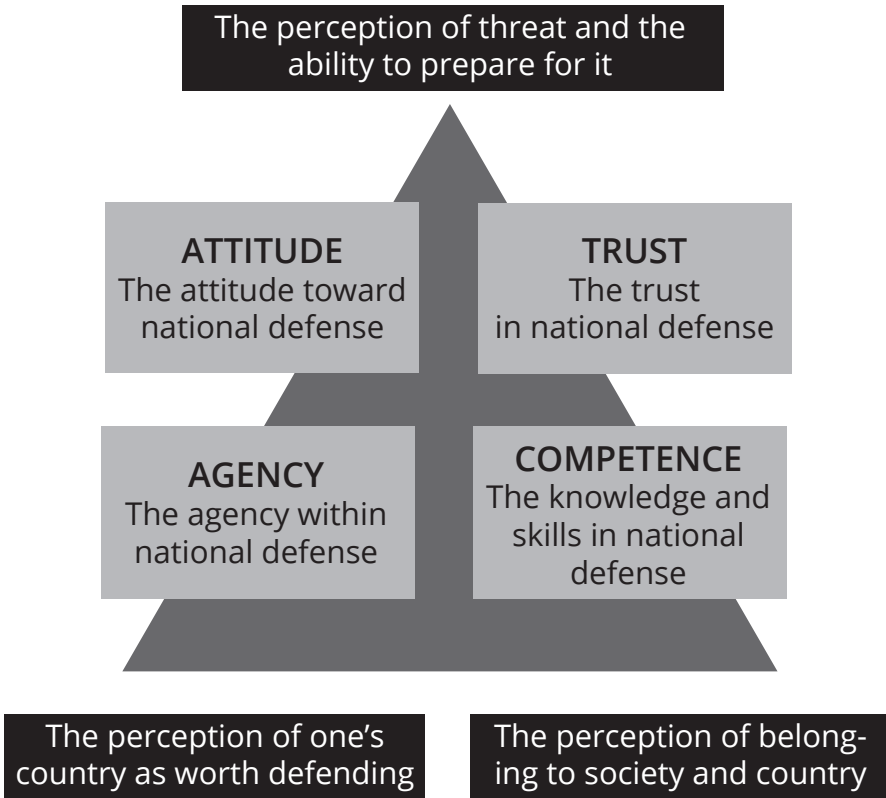 The perception of threat and the
ability to prepare for it
ATTITUDE
The attitude toward
national defense
TRUST
The trust
in national defense
AGENCY
The agency within
national defense
COMPETENCE
The knowledge and
skills in national
defense
The perception of one’s
country as worth defending
The perception of belong-
ing to society and country